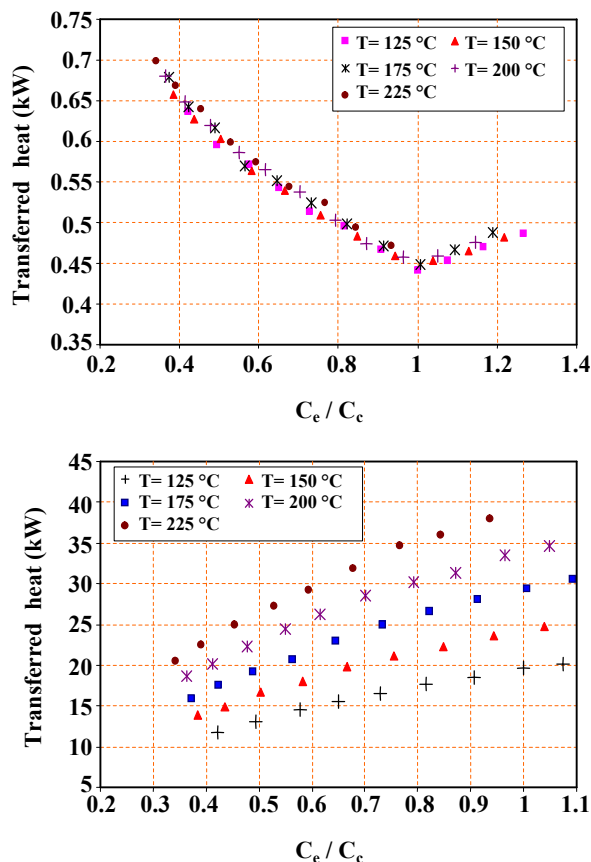 0.75
0.7
0.65
0.6
0.55
0.5
0.45
0.4
0.35
Transferred heat (kW)
T= 125 °C T= 150 °C
T= 175 °C T= 200 °C
T= 225 °C
0.2 0.4 0.6 0.8 1 1.2 1.4
Ce / Cc
45
40
35
30
25
20
15
10
5
Transferred heat (kW)
T= 125 °C T= 150 °C
T= 175 °C T= 200 °C
T= 225 °C
0.2 0.3 0.4 0.5 0.6 0.7 0.8 0.9 1 1.1
Ce / Cc